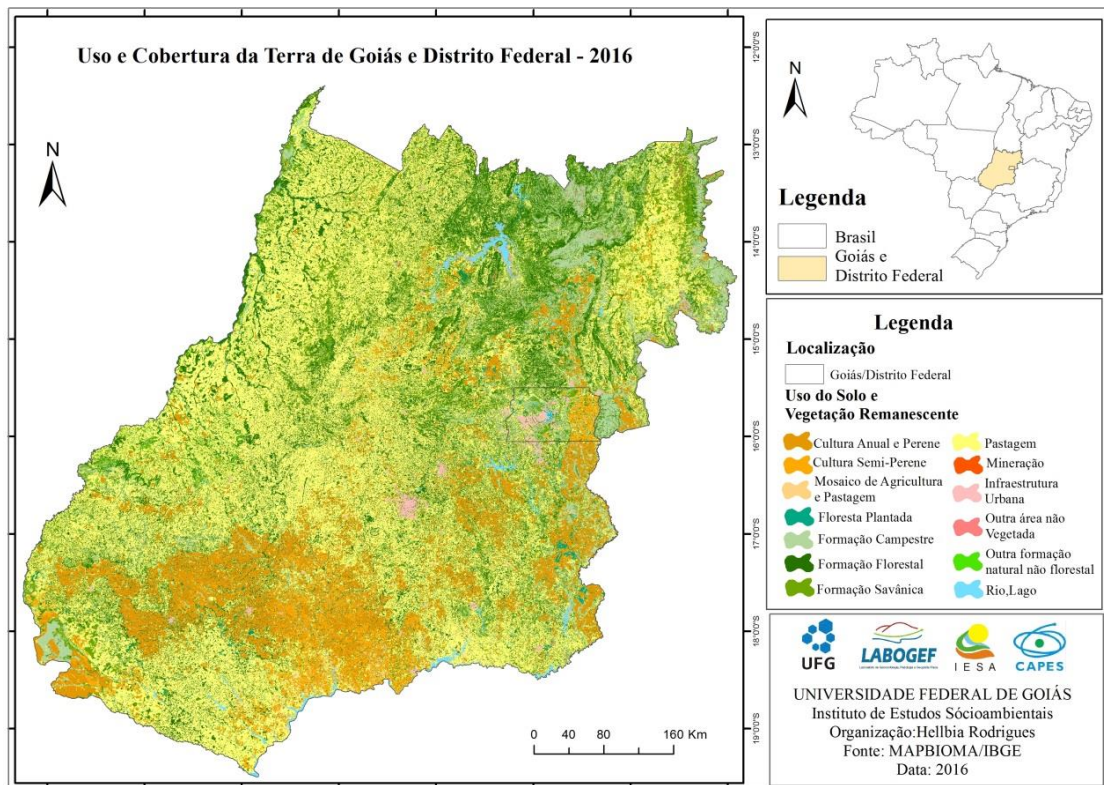 Uso e Cobertura da Terra de Goiás e Distrito Federal - 2016
N
12°0'0"S
13°0'0"S
14°0'0"S
15°0'0"S
16°0'0"S
17°0'0"S
18°0'0"S
19°0'0"S
0 40 80 160 Km
N
Legenda
Brasil
Goiás e
Distrito Federal
Legenda
Localização
Goiás/Distrito Federal
Uso do Solo e
Vegetação Remanescente
Cultura Anual e Perene
Cultura Semi-Perene
Mosaico de Agricultura
e Pastagem
Floresta Plantada
Formação Campestre
Formação Florestal
Formação Savânica
Pastagem
Mineração
Infraestrutura
Urbana
Outra área não
Vegetada
Outra formação
natural não florestal
Rio,Lago
UFG
LABOGEF
IESA
CAPES
UNIVERSIDADE FEDERAL DE GOIÁS
Instituto de Estudos Sócioambientais
Organização:Hellbia Rodrigues
Fonte: MAPBIOMA/IBGE
Data: 2016